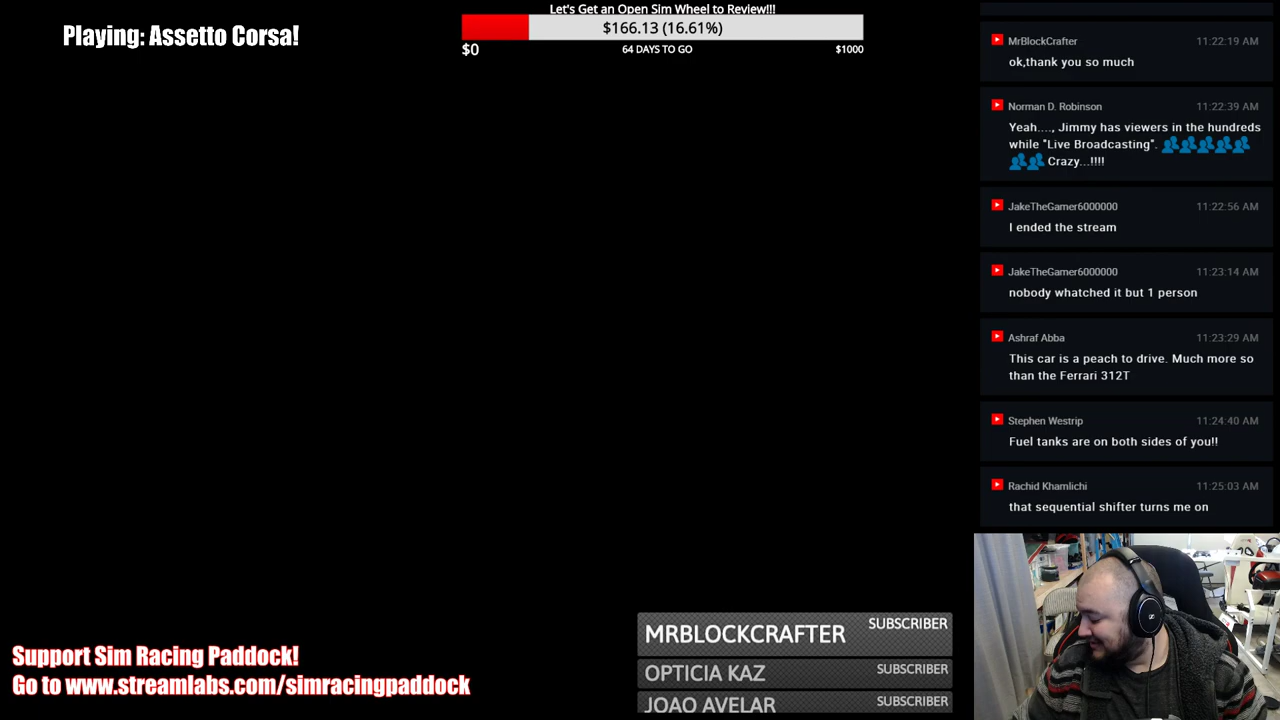 Playing: Assetto Corsa!
Let's Get an Open Sim Wheel to Review!!!
$166.13 (16.61%)
$0
64 DAYS TO GO
$1000
MrBlockCrafter
11:22:19 AM
ok,thank you so much
Norman D. Robinson
11:22:39 AM
Yeah...., Jimmy has viewers in the hundreds
while "Live Broadcasting".
Crazy...!!!!
JakeTheGamer6000000
11:22:56 AM
I ended the stream
JakeTheGamer6000000
11:23:14 AM
nobody whatched it but 1 person
Ashraf Abba
11:23:29 AM
This car is a peach to drive. Much more so
than the Ferrari 312T
Stephen Westrip
11:24:40 AM
Fuel tanks are on both sides of you!!
Rachid Khamlichi
11:25:03 AM
that sequential shifter turns me on
MRBLOCKCRAFTER
SUBSCRIBER
OPTICIA KAZ
SUBSCRIBER
JOAO AVELAR
SUBSCRIBER
Support Sim Racing Paddock!
Go to www.streamlabs.com/simracingpaddock